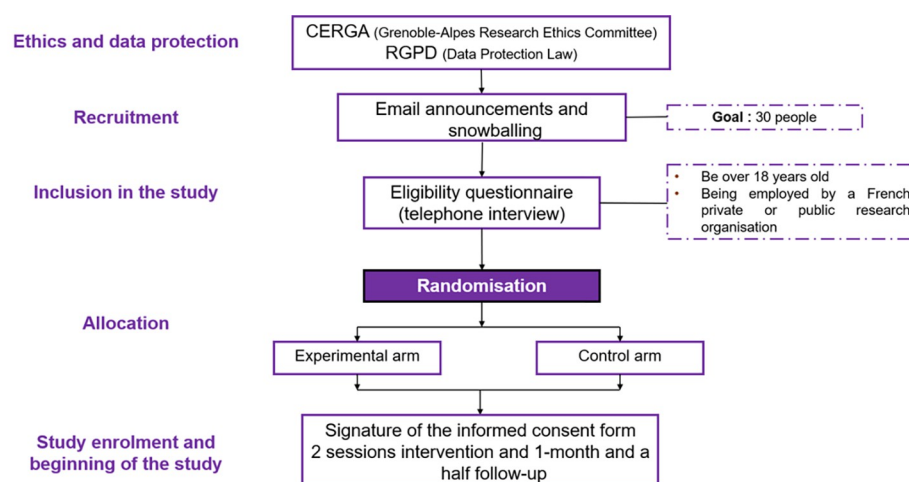 Ethics and data protection
CERGA (Grenoble-Alpes Research Ethics Committee)
RGPD (Data Protection Law)
Recruitment
Email announcements and
snowballing
Goal : 30 people
Inclusion in the study
Eligibility questionnaire
(telephone interview)
• Be over 18 years old
• Being employed by a French
private or public research
organisation
Randomisation
Allocation
Experimental arm
Control arm
Study enrolment and
beginning of the study
Signature of the informed consent form
2 sessions intervention and 1-month and a
half follow-up